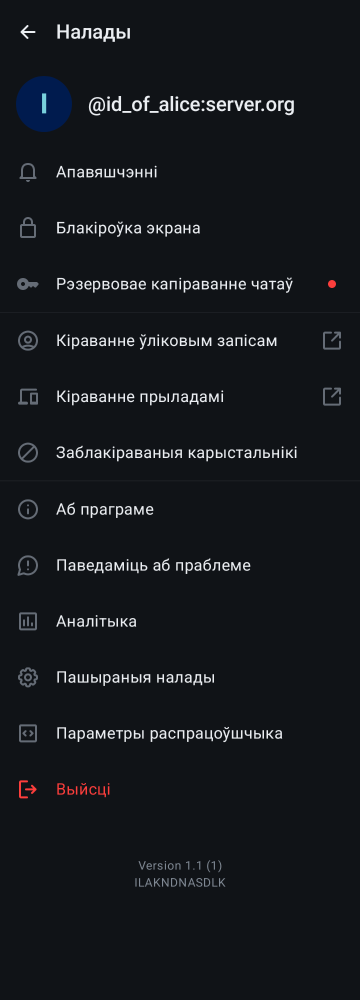 Налады
I
@id_of_alice:server.org
Апавяшчэнні
Блакіроўка экрана
Рэзервовае капіраванне чатаў
Кіраванне ўліковым запісам
Кіраванне прыладамі
Заблакіраваныя карыстальнікі
Аб праграме
Паведаміць аб праблеме
Аналітыка
Пашыраныя налады
Параметры распрацоўшчыка
Выйсці
Version 1.1 (1)
ILAKNDNASDLK